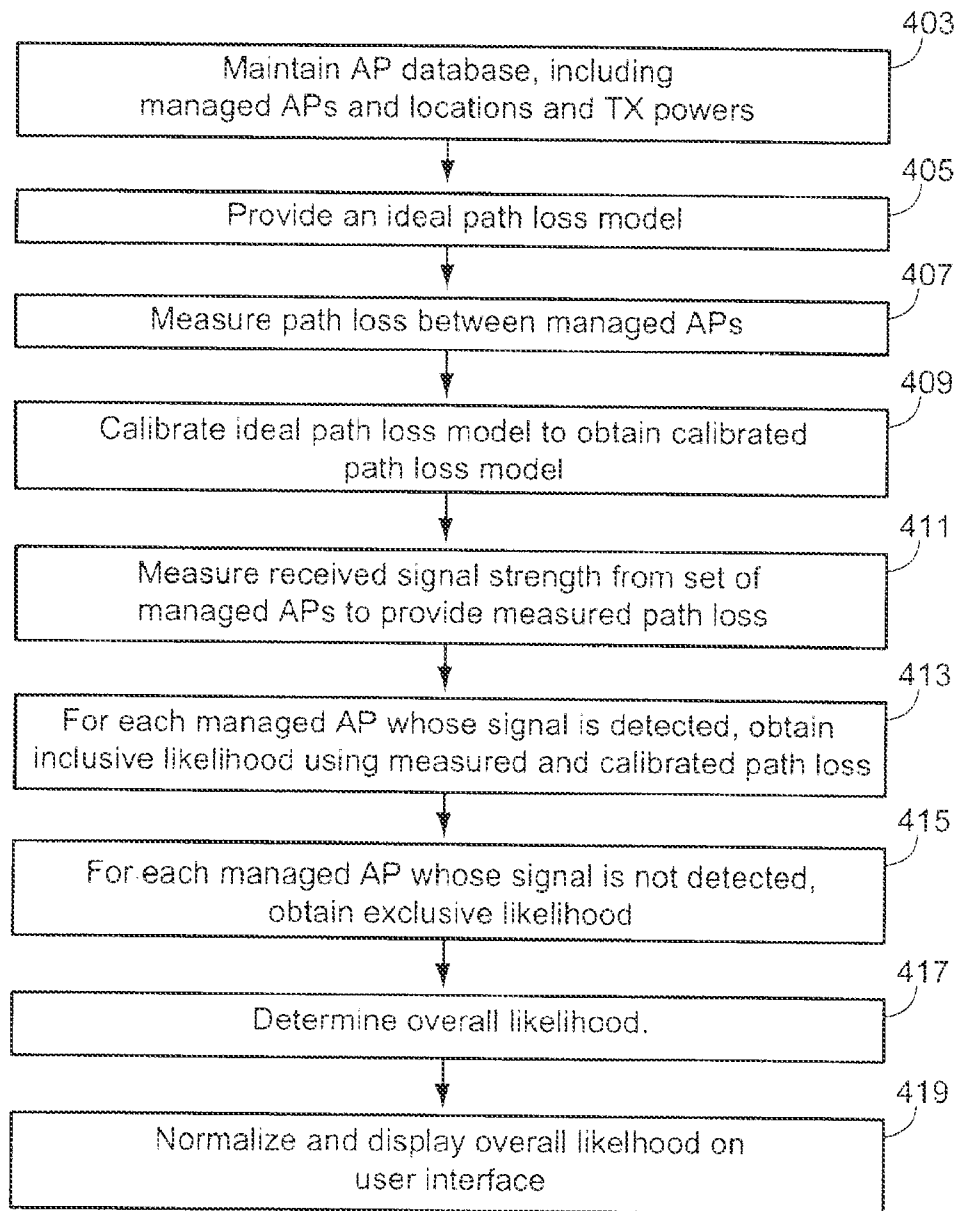 403
Maintain AP database, including
managed APs and locations and TX powers
405
Provide an ideal path loss model
407
Measure path loss between managed APs
409
Calibrate ideal path loss model to obtain calibrated
path loss model
411
Measure received signal strength from set of
managed APs to provide measured path loss
413
For each managed AP whose signal is detected, obtain
inclusive likelihood using measured and calibrated path loss
415
For each managed AP whose signal is not detected,
obtain exclusive likelihood
417
Determine overall likelihood.
419
Normalize and display overall likelhood on
user interface